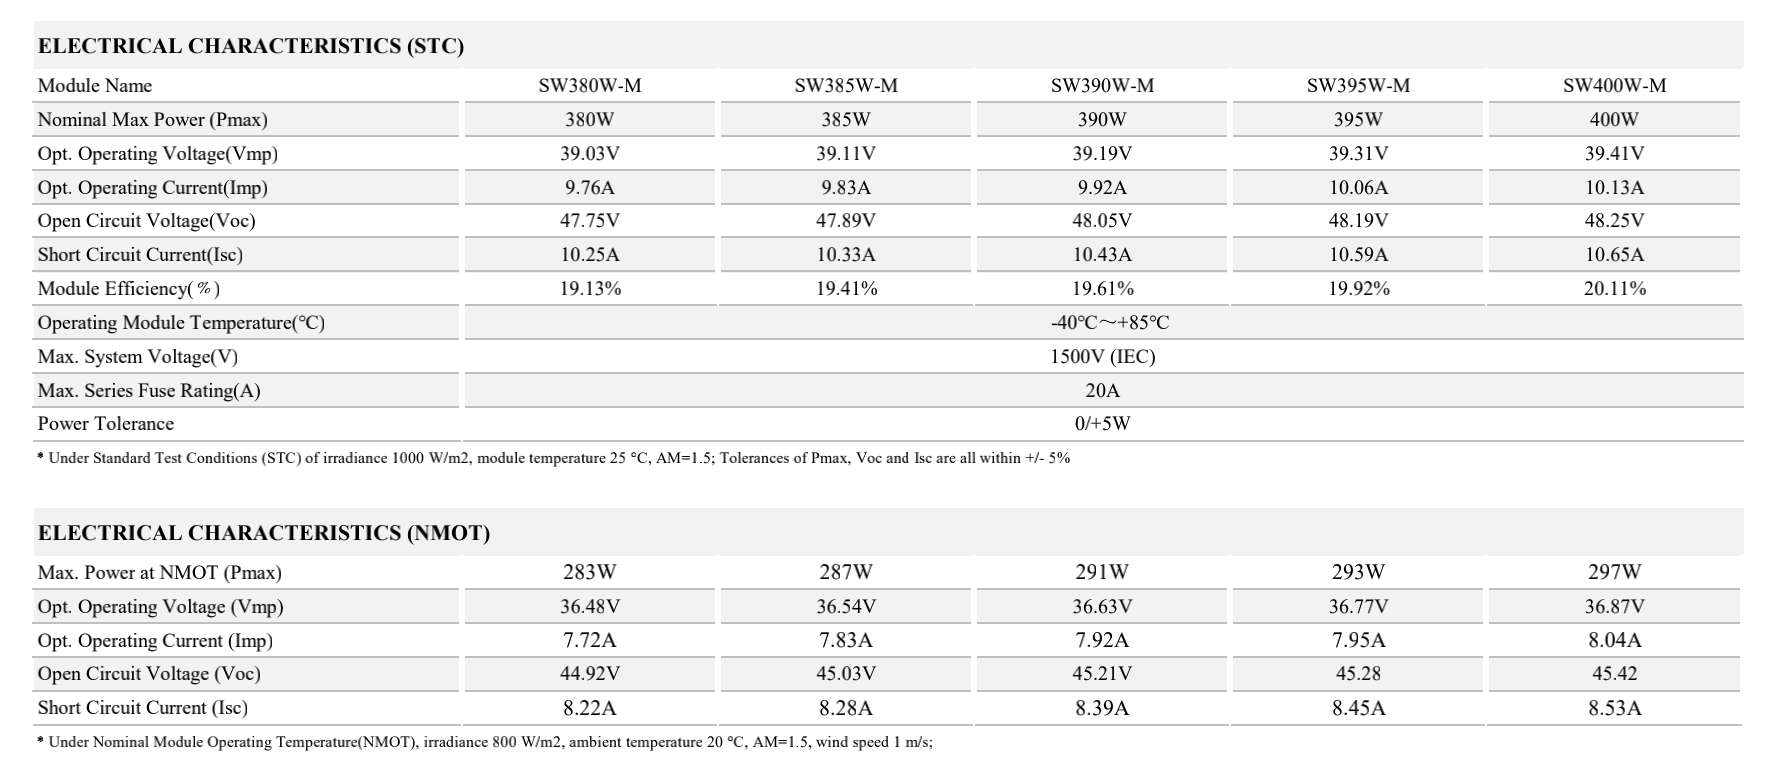 ELECTRICAL CHARACTERISTICS (STC)
Module Name SW380W-M SW385W-M SW390W-M SW395W-M SW400W-M
Nominal Max Power (Pmax) 380W 385W 390W 395W 400W
Opt. Operating Voltage(Vmp) 39.03V 39.11V 39.19V 39.31V 39.41V
Opt. Operating Current(Imp) 9.76A 9.83A 9.92A 10.06A 10.13A
Open Circuit Voltage(Voc) 47.75V 47.89V 48.05V 48.19V 48.25V
Short Circuit Current(Isc) 10.25A 10.33A 10.43A 10.59A 10.65A
Module Efficiency(％) 19.13% 19.41% 19.61% 19.92% 20.11%
Operating Module Temperature(℃) -40℃～+85℃
Max. System Voltage(V) 1500V (IEC)
Max. Series Fuse Rating(A) 20A
Power Tolerance 0/+5W
* Under Standard Test Conditions (STC) of irradiance 1000 W/m2, module temperature 25 °C, AM=1.5; Tolerances of Pmax, Voc and Isc are all within +/- 5%
ELECTRICAL CHARACTERISTICS (NMOT)
Max. Power at NMOT (Pmax) 283W 287W 291W 293W 297W
Opt. Operating Voltage (Vmp) 36.48V 36.54V 36.63V 36.77V 36.87V
Opt. Operating Current (Imp) 7.72A 7.83A 7.92A 7.95A 8.04A
Open Circuit Voltage (Voc) 44.92V 45.03V 45.21V 45.28 45.42
Short Circuit Current (Isc) 8.22A 8.28A 8.39A 8.45A 8.53A
* Under Nominal Module Operating Temperature(NMOT), irradiance 800 W/m2, ambient temperature 20 °C, AM=1.5, wind speed 1 m/s;